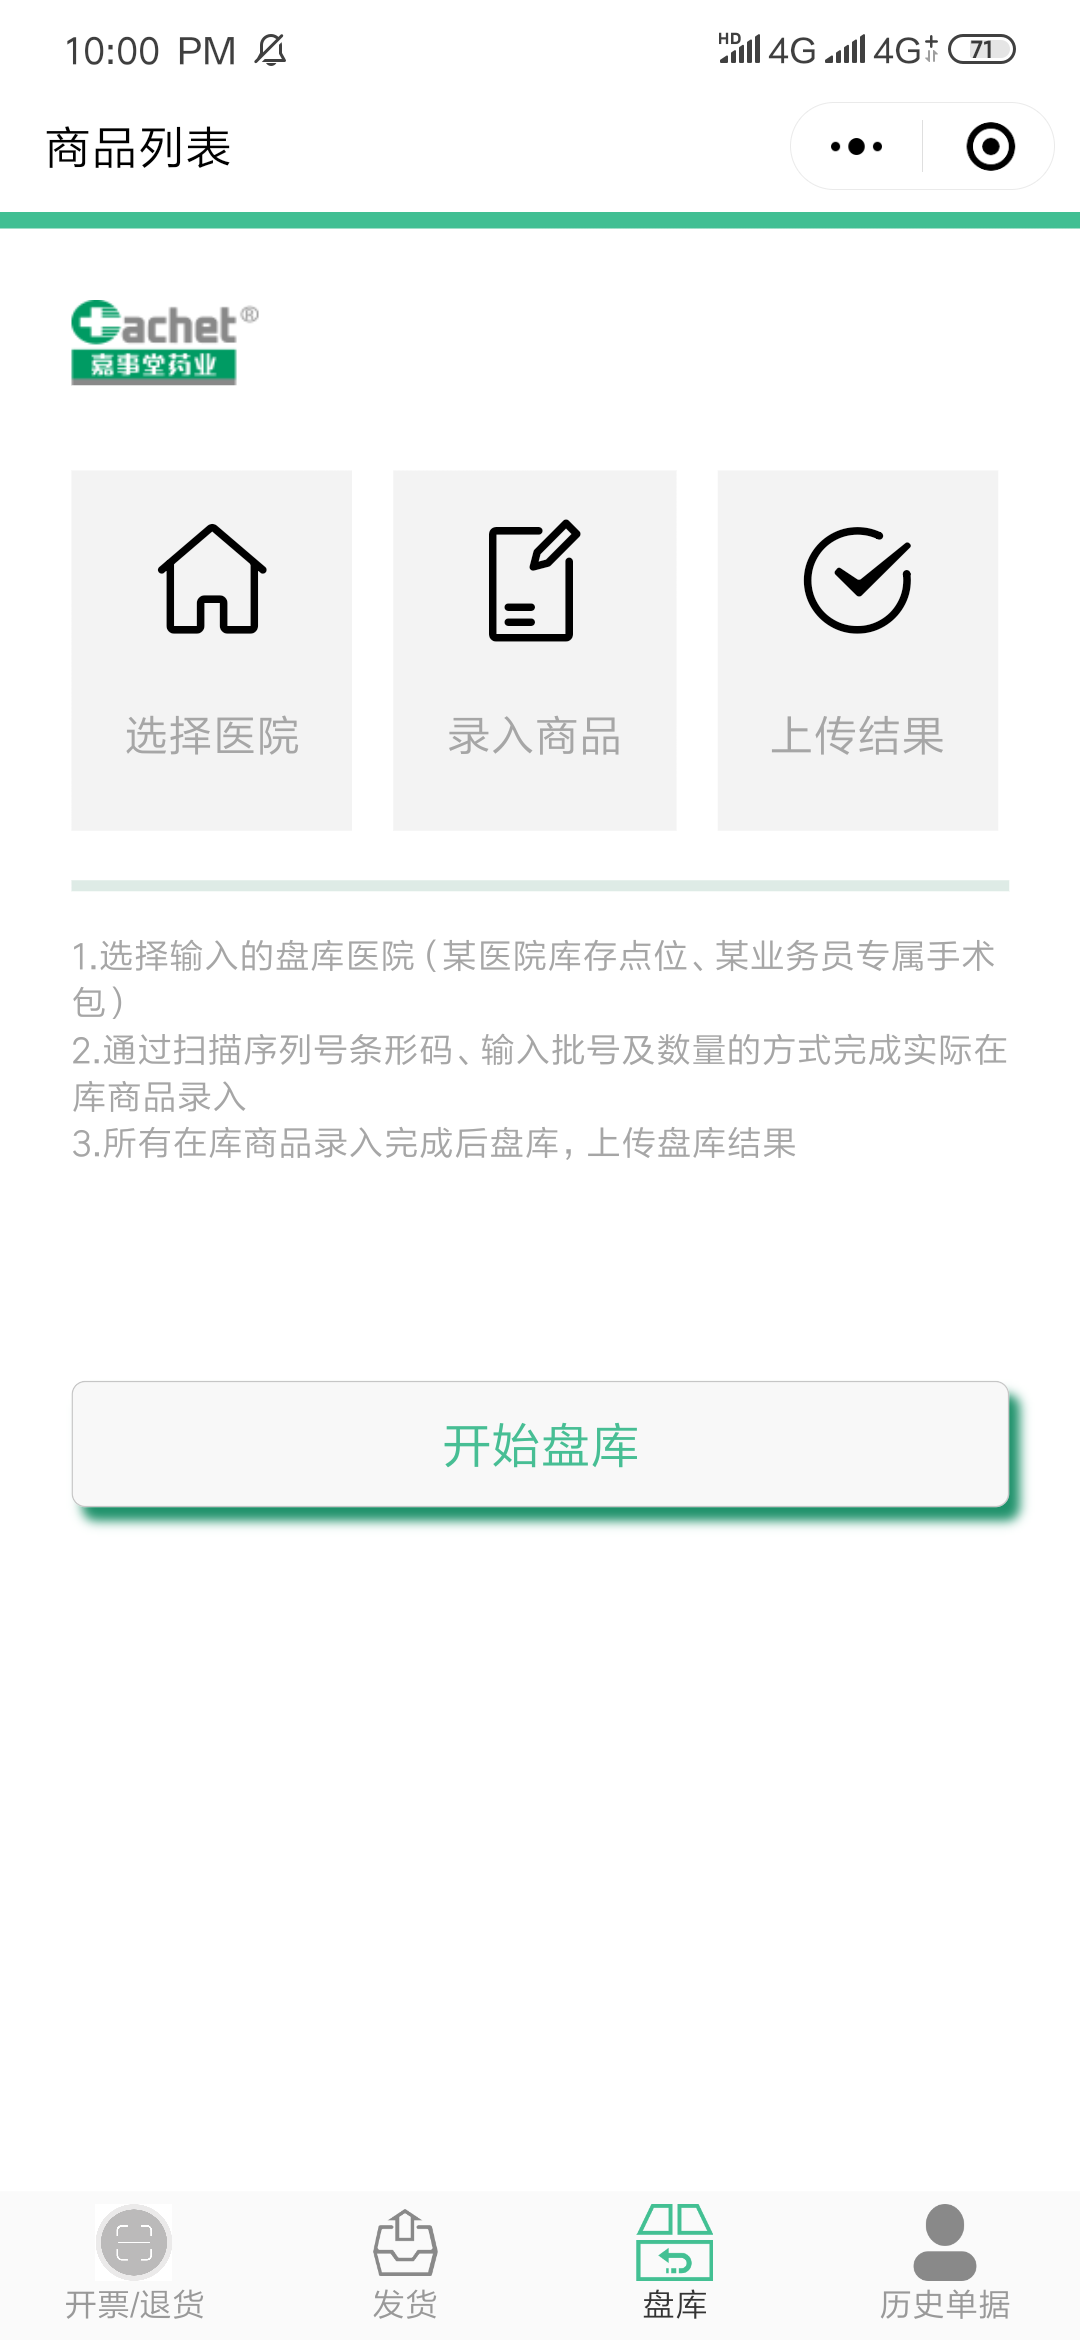 10:00 PM
HD 4G 4G+ 71
商品列表
Cachet®
嘉事堂药业
选择医院 录入商品 上传结果
1.选择输入的盘库医院（某医院库存点位、某业务员专属手术
包）
2.通过扫描序列号条形码、输入批号及数量的方式完成实际在
库商品录入
3.所有在库商品录入完成后盘库，上传盘库结果
开始盘库
开票/退货 发货 盘库 历史单据